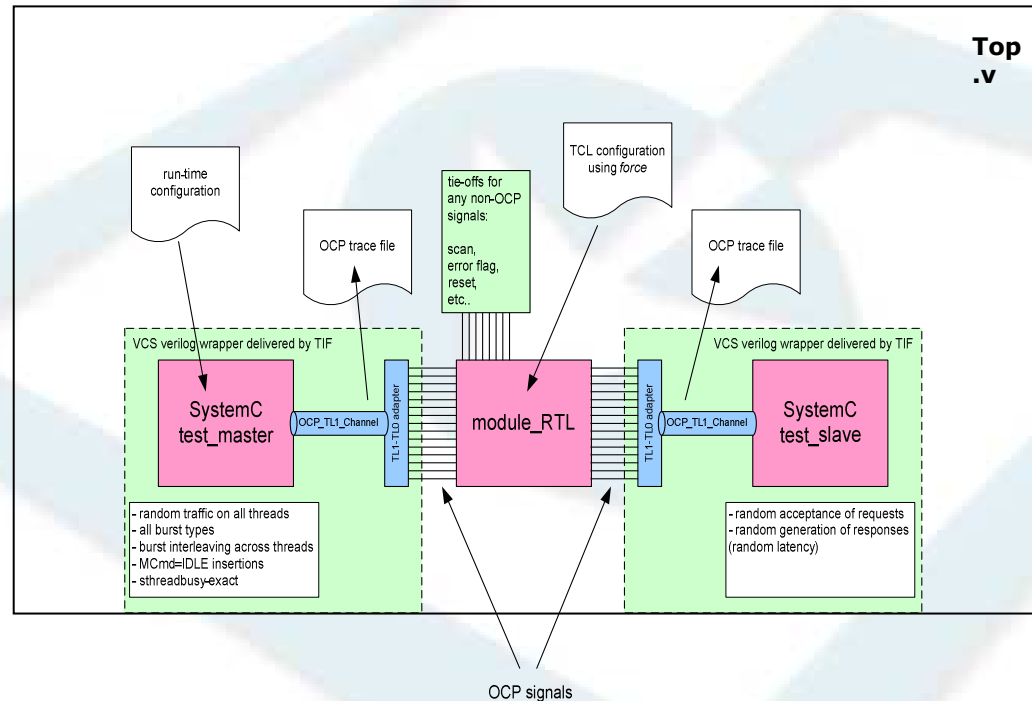 Top
.v
run-time
configuration
OCP trace file
tie-offs for
any non-OCP
signals:
scan,
error flag,
reset,
etc..
TCL configuration
using force
OCP trace file
VCS verilog wrapper delivered by TIF
SystemC
test_master
OCP_TL1_Channel
TL1-TL0 adapter
module_RTL
VCS verilog wrapper delivered by TIF
TL1-TL0 adapter
OCP_TL1_Channel
SystemC
test_slave
- random traffic on all threads
- all burst types
- burst interleaving across threads
- MCmd=IDLE insertions
- sthreadbusy-exact
- random acceptance of requests
- random generation of responses
(random latency)
OCP signals